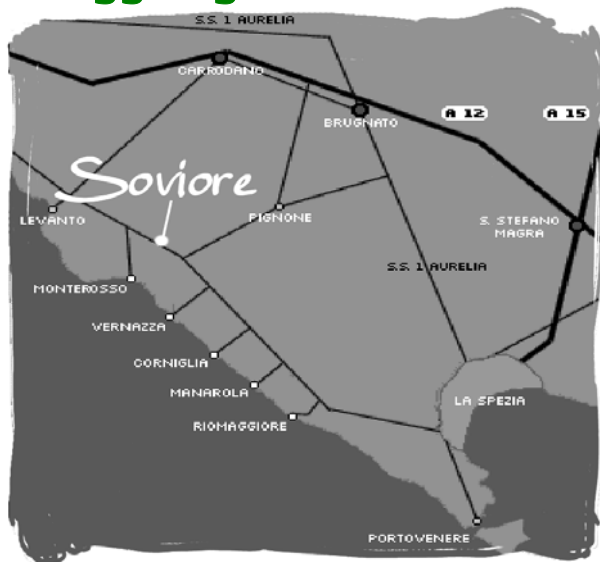 S.S. 1 AURELIA
CARRODANO
BRUGNATO
A 12
A 15
Soviore
LEVANTO
PIGNONE
S. STEFANO
MAGRA
S.S. 1 AURELIA
MONTEROSSO
VERNAZZA
CORNIGLIA
MANAROLA
LA SPEZIA
RIOMAGGIORE
PORTOVENERE